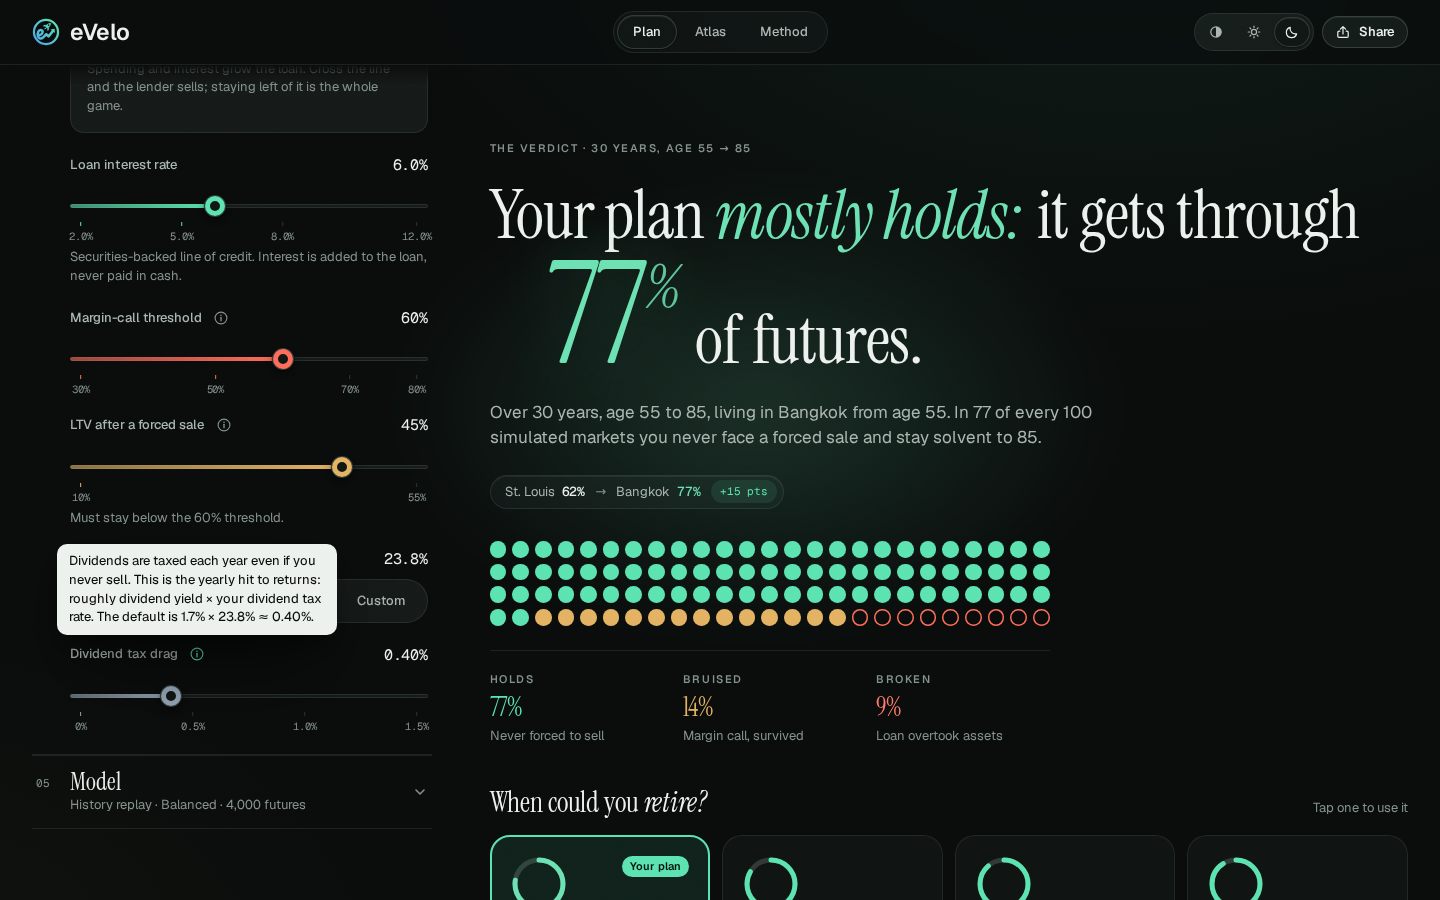 eVelo
Plan
Atlas
Method
Share
Spending and interest grow the loan. Cross the line
and the lender sells; staying left of it is the whole
game.
Loan interest rate
6.0%
2.0%
5.0%
8.0%
12.0%
Securities-backed line of credit. Interest is added to the loan,
never paid in cash.
Margin-call threshold
60%
30%
50%
70%
80%
LTV after a forced sale
45%
10%
55%
Must stay below the 60% threshold.
23.8%
Custom
Dividends are taxed each year even if you
never sell. This is the yearly hit to returns:
roughly dividend yield × your dividend tax
rate. The default is 1.7% × 23.8% ≈ 0.40%.
Dividend tax drag
0.40%
0%
0.5%
1.0%
1.5%
05
Model
History replay · Balanced · 4,000 futures
THE VERDICT · 30 YEARS, AGE 55 → 85
Your plan mostly holds: it gets through
77% of futures.
Over 30 years, age 55 to 85, living in Bangkok from age 55. In 77 of every 100
simulated markets you never face a forced sale and stay solvent to 85.
St. Louis 62% → Bangkok 77% +15 pts
HOLDS
77%
Never forced to sell
BRUISED
14%
Margin call, survived
BROKEN
9%
Loan overtook assets
When could you retire?
Tap one to use it
Your plan